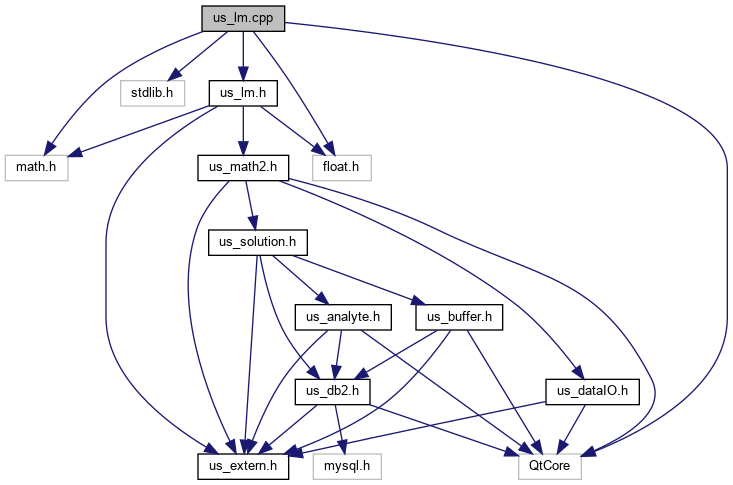 us_lm.cpp
stdlib.h
us_lm.h
math.h
us_math2.h
float.h
us_solution.h
us_analyte.h
us_buffer.h
us_db2.h
us_dataIO.h
us_extern.h
mysql.h
QtCore